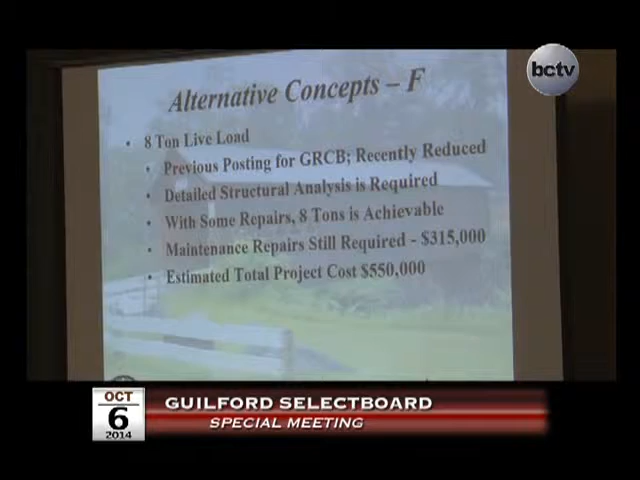 bctv
Alternative Concepts – F
• 8 Ton Live Load
• Previous Posting for GRCB; Recently Reduced
• Detailed Structural Analysis is Required
• With Some Repairs, 8 Tons is Achievable
• Maintenance Repairs Still Required - $315,000
• Estimated Total Project Cost $550,000
OCT
6
2014
GUILFORD SELECTBOARD
SPECIAL MEETING